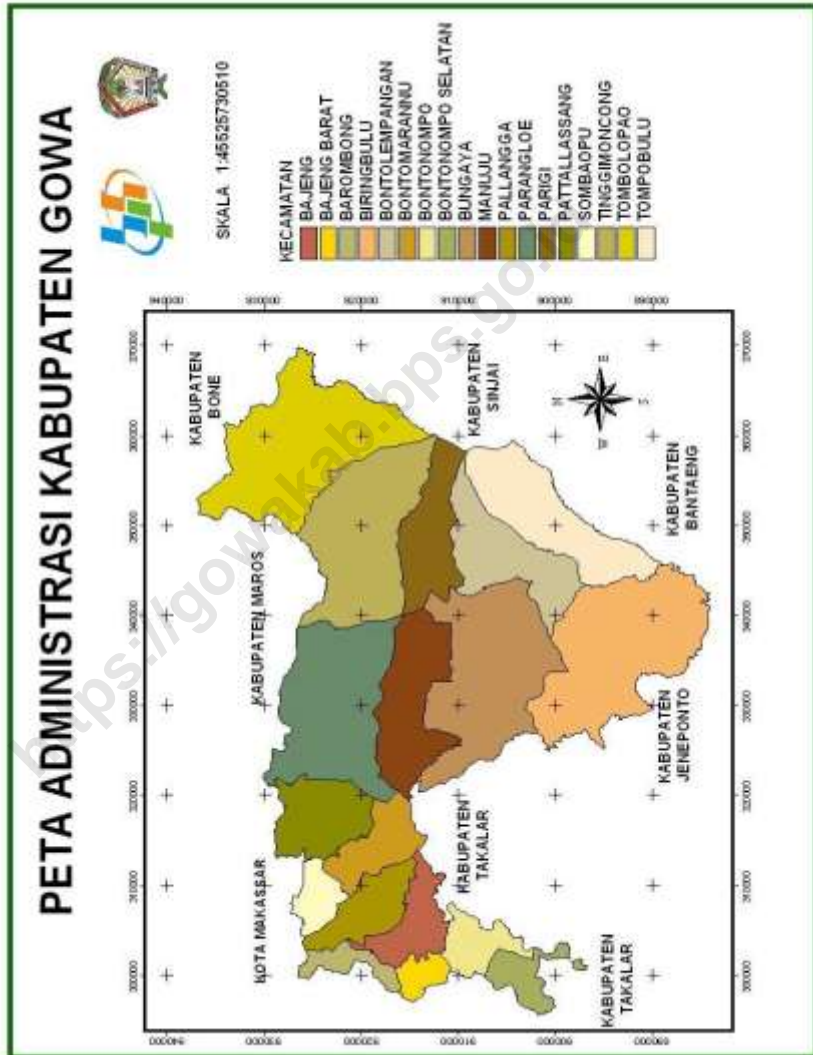 PETA ADMINISTRASI KABUPATEN GOWA
SKALA 1:45525730510
KECAMATAN
BAJENG
BAJENG BARAT
BAROMBONG
BIRINGBULU
BONTOLEMPANGAN
BONTOMARANNU
BONTONOMPO
BONTONOMPO SELATAN
BUNGAYA
MANUJU
PALLANGGA
PARANGLOE
PARIGI
PATTALLASSANG
SOMBAOPU
TINGGIMONCONG
TOMBOLOPAO
TOMPOBULU
KABUPATEN
BONE
KABUPATEN MAROS
KOTA MAKASSAR
KABUPATEN
SINJAI
KABUPATEN
TAKALAR
KABUPATEN
BANTAENG
KABUPATEN
JENEPONTO
KABUPATEN
TAKALAR
N
E
S
W
https://gowakab.bps.go.